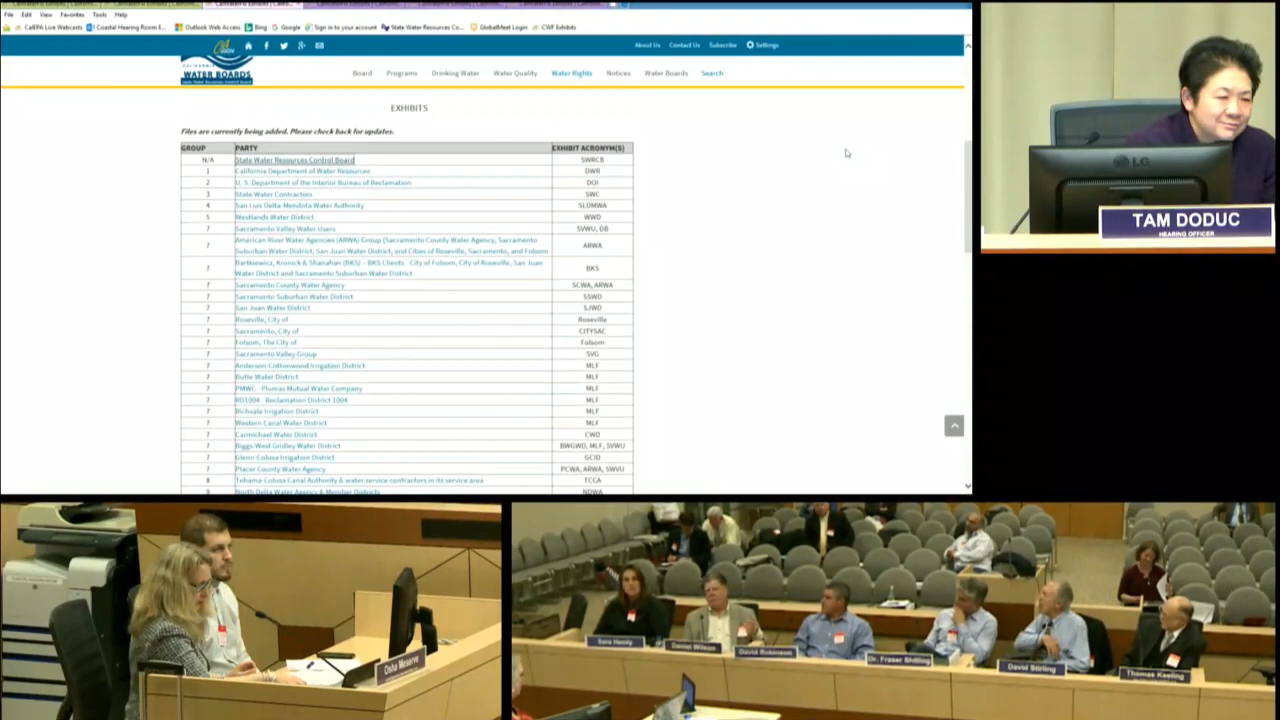 File Edit View Favorites Tools Help
CalEPA Live Webcasts Coastal Hearing Room E... Outlook Web Access Bing Google Sign in to your account State Water Resources Co... GlobalMeet Login CWF Exhibits
About Us Contact Us Subscribe Settings
WATER BOARDS
Board Programs Drinking Water Water Quality Water Rights Notices Water Boards Search
EXHIBITS
Files are currently being added. Please check back for updates.
GROUP PARTY EXHIBIT ACRONYM(S)
N/A State Water Resources Control Board SWRCB
1 California Department of Water Resources DWR
2 U. S. Department of the Interior Bureau of Reclamation DOI
3 State Water Contractors SWC
4 San Luis Delta-Mendota Water Authority SLDMWA
5 Westlands Water District WWD
7 Sacramento Valley Water Users SVWU, DB
7 American River Water Agencies (ARWA) Group (Sacramento County Water Agency, Sacramento
Suburban Water District, San Juan Water District, and Cities of Roseville, Sacramento, and Folsom ARWA
7 Bartkiewicz, Kronick & Shanahan (BKS) - BKS Clients City of Folsom, City of Roseville, San Juan
Water District and Sacramento Suburban Water District BKS
7 Sacramento County Water Agency SCWA, ARWA
7 Sacramento Suburban Water District SSWD
7 San Juan Water District SJWD
7 Roseville, City of Roseville
7 Sacramento, City of CITYSAC
7 Folsom, The City of Folsom
7 Sacramento Valley Group SVG
7 Anderson-Cottonwood Irrigation District MLF
7 Butte Water District MLF
7 PMWC - Plumas Mutual Water Company MLF
7 RD1004 - Reclamation District 1004 MLF
7 Richvale Irrigation District MLF
7 Western Canal Water District MLF
7 Carmichael Water District CWD
7 Biggs-West Gridley Water District BWGWD, MLF, SVWU
7 Glenn-Colusa Irrigation District GCID
7 Placer County Water Agency PCWA, ARWA, SWVU
8 Tehama-Colusa Canal Authority & water service contractors in its service area TCCA
9 North Delta Water Agency & Member Districts NDWA
LG
TAM DODUC
HEARING OFFICER
Osha Meserve
Daniel Wilson
David Robinson
Dr. Fraser Shilling
David Stirling
Thomas Keeling